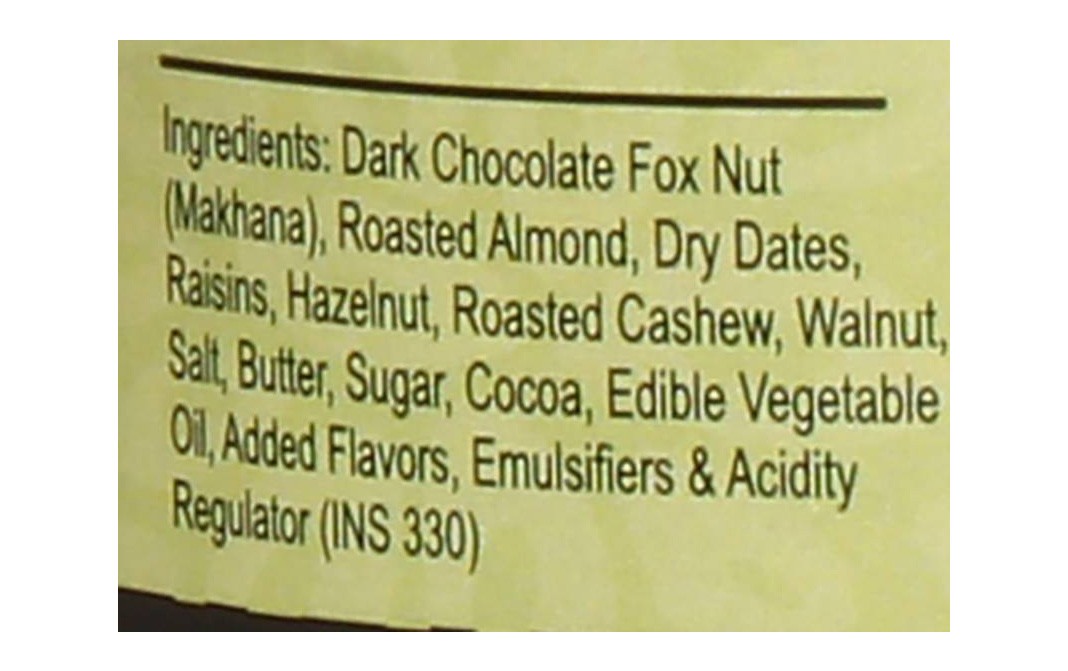 Ingredients: Dark Chocolate Fox Nut
(Makhana), Roasted Almond, Dry Dates,
Raisins, Hazelnut, Roasted Cashew, Walnut,
Salt, Butter, Sugar, Cocoa, Edible Vegetable
Oil, Added Flavors, Emulsifiers & Acidity
Regulator (INS 330)